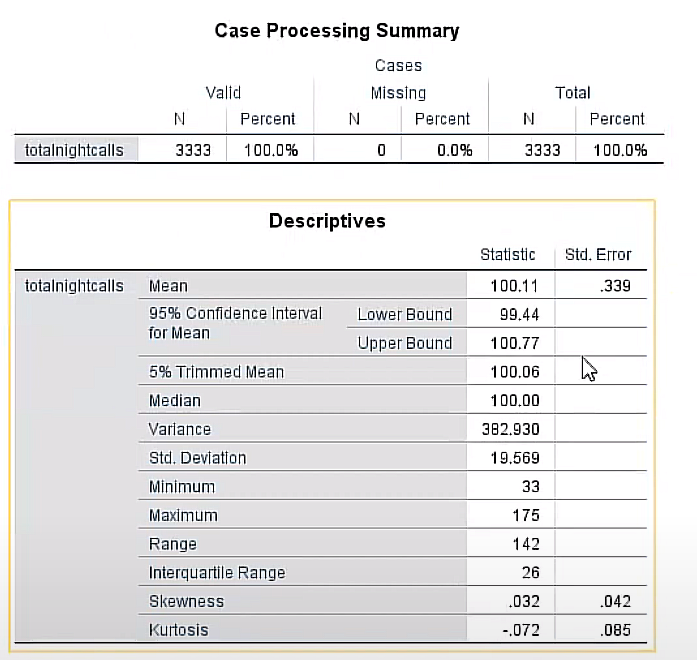 Case Processing Summary
Cases
Valid Missing Total
N Percent N Percent N Percent
totalnightcalls 3333 100.0% 0 0.0% 3333 100.0%
Descriptives
Statistic Std. Error
totalnightcalls Mean 100.11 .339
95% Confidence Interval for Mean Lower Bound 99.44
Upper Bound 100.77
5% Trimmed Mean 100.06
Median 100.00
Variance 382.930
Std. Deviation 19.569
Minimum 33
Maximum 175
Range 142
Interquartile Range 26
Skewness .032 .042
Kurtosis -.072 .085